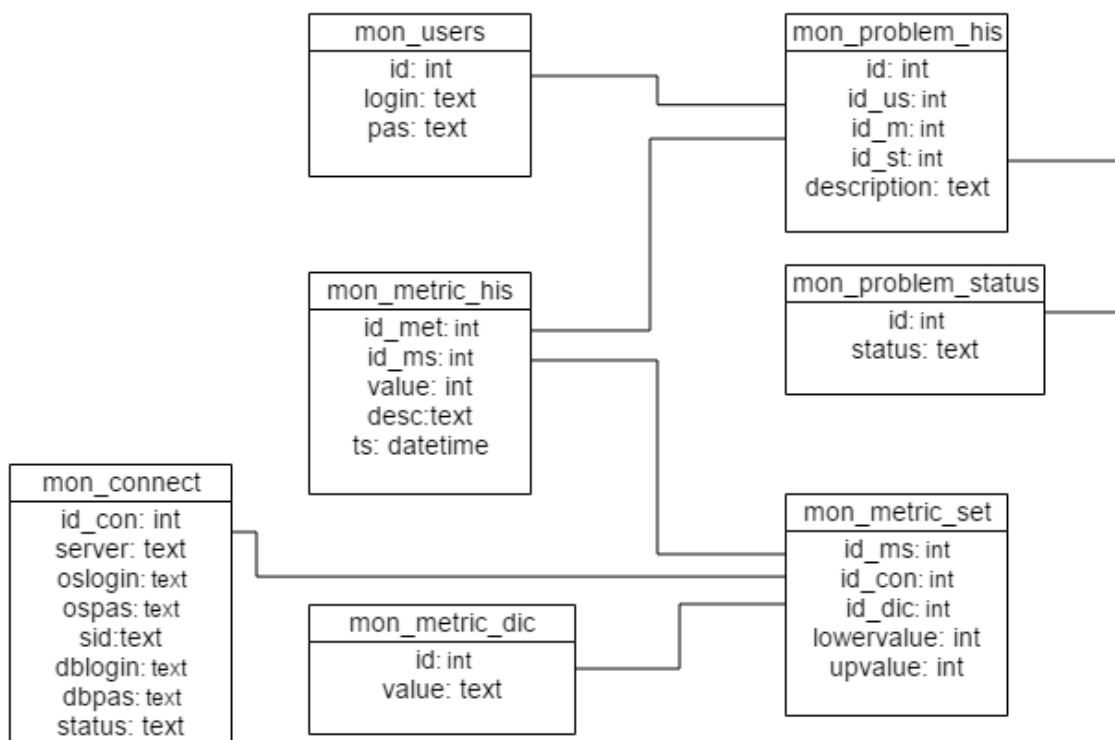 mon_users
id: int
login: text
pas: text
mon_problem_his
id: int
id_us: int
id_m: int
id_st: int
description: text
mon_metric_his
id_met: int
id_ms: int
value: int
desc:text
ts: datetime
mon_problem_status
id: int
status: text
mon_connect
id_con: int
server: text
oslogin: text
ospas: text
sid:text
dblogin: text
dbpas: text
status: text
mon_metric_dic
id: int
value: text
mon_metric_set
id_ms: int
id_con: int
id_dic: int
lowervalue: int
upvalue: int